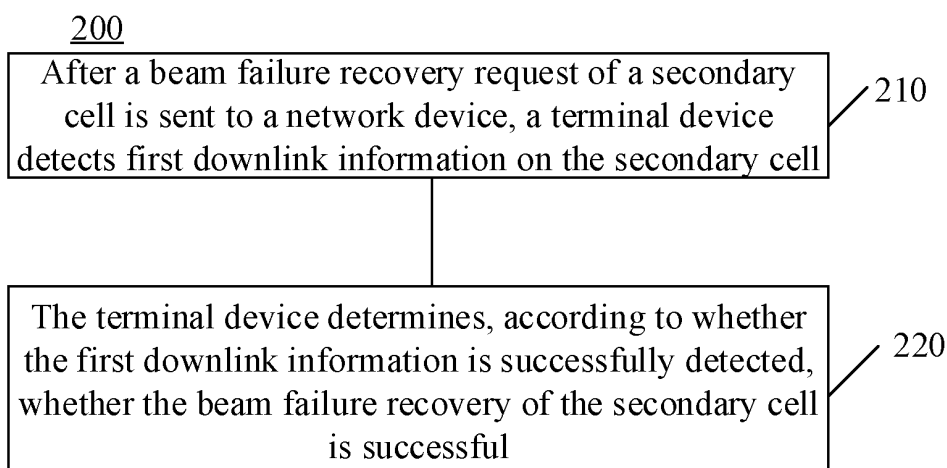 200
After a beam failure recovery request of a secondary
cell is sent to a network device, a terminal device
detects first downlink information on the secondary cell
210
The terminal device determines, according to whether
the first downlink information is successfully detected,
whether the beam failure recovery of the secondary cell
is successful
220